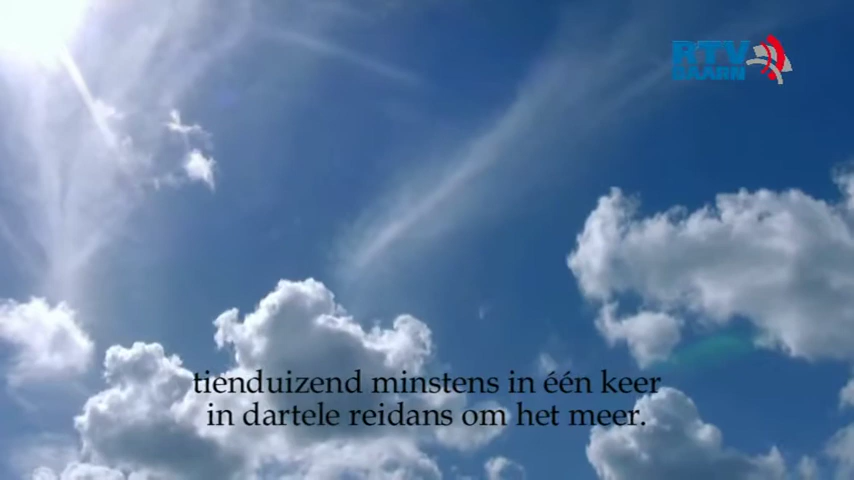 RTV
BAARN
tienduizend minstens in één keer
in dartele reidans om het meer.